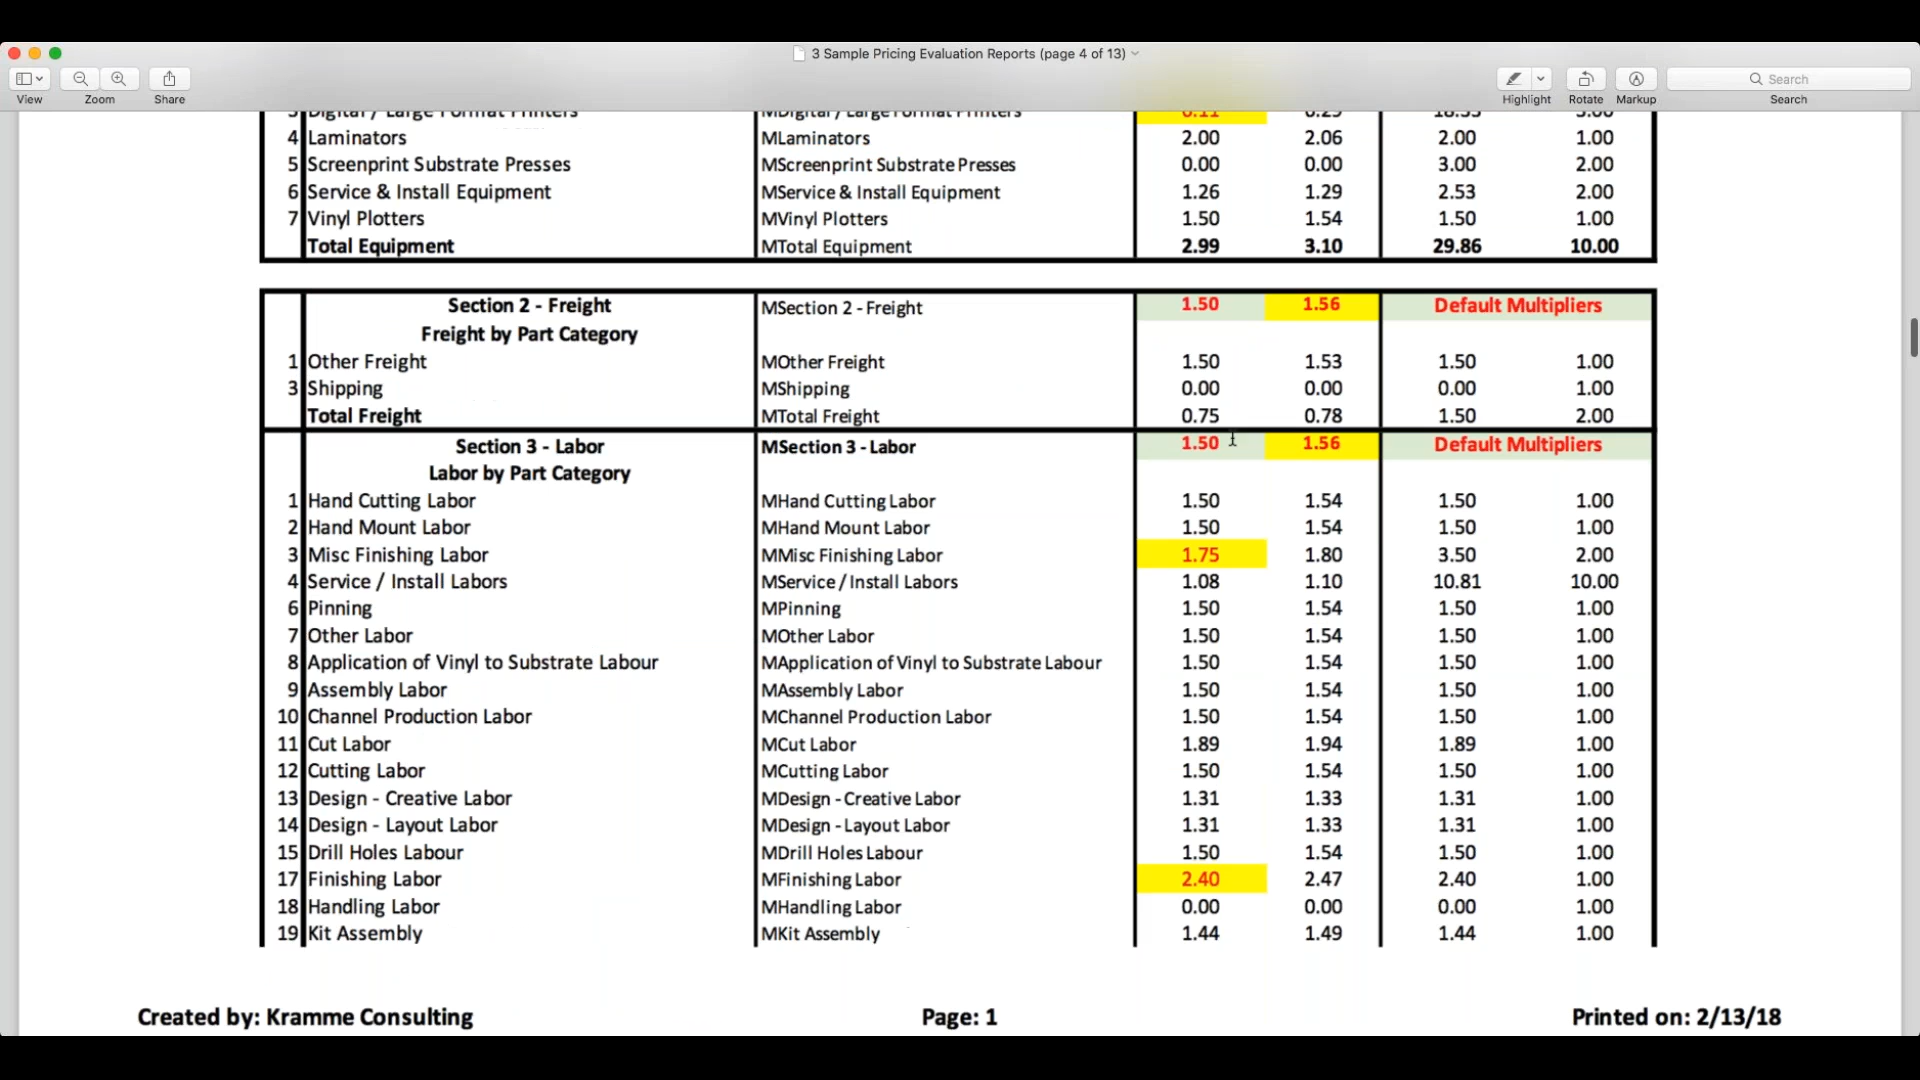 3 Sample Pricing Evaluation Reports (page 4 of 13)
View Zoom Share Highlight Rotate Markup Search
Search
3 Digital / Large Format Printers MDigital / Large Format Printers 6.11 6.29 18.33 3.00
4 Laminators MLaminators 2.00 2.06 2.00 1.00
5 Screenprint Substrate Presses MScreenprint Substrate Presses 0.00 0.00 3.00 2.00
6 Service & Install Equipment MService & Install Equipment 1.26 1.29 2.53 2.00
7 Vinyl Plotters MVinyl Plotters 1.50 1.54 1.50 1.00
Total Equipment MTotal Equipment 2.99 3.10 29.86 10.00
Section 2 - Freight MSection 2 - Freight 1.50 1.56 Default Multipliers
Freight by Part Category
1 Other Freight MOther Freight 1.50 1.53 1.50 1.00
3 Shipping MShipping 0.00 0.00 0.00 1.00
Total Freight MTotal Freight 0.75 0.78 1.50 2.00
Section 3 - Labor MSection 3 - Labor 1.50 1.56 Default Multipliers
Labor by Part Category
1 Hand Cutting Labor MHand Cutting Labor 1.50 1.54 1.50 1.00
2 Hand Mount Labor MHand Mount Labor 1.50 1.54 1.50 1.00
3 Misc Finishing Labor MMisc Finishing Labor 1.75 1.80 3.50 2.00
4 Service / Install Labors MService / Install Labors 1.08 1.10 10.81 10.00
6 Pinning MPinning 1.50 1.54 1.50 1.00
7 Other Labor MOther Labor 1.50 1.54 1.50 1.00
8 Application of Vinyl to Substrate Labour MApplication of Vinyl to Substrate Labour 1.50 1.54 1.50 1.00
9 Assembly Labor MAssembly Labor 1.50 1.54 1.50 1.00
10 Channel Production Labor MChannel Production Labor 1.50 1.54 1.50 1.00
11 Cut Labor MCut Labor 1.89 1.94 1.89 1.00
12 Cutting Labor MCutting Labor 1.50 1.54 1.50 1.00
13 Design - Creative Labor MDesign - Creative Labor 1.31 1.33 1.31 1.00
14 Design - Layout Labor MDesign - Layout Labor 1.31 1.33 1.31 1.00
15 Drill Holes Labour MDrill Holes Labour 1.50 1.54 1.50 1.00
17 Finishing Labor MFinishing Labor 2.40 2.47 2.40 1.00
18 Handling Labor MHandling Labor 0.00 0.00 0.00 1.00
19 Kit Assembly MKit Assembly 1.44 1.49 1.44 1.00
Created by: Kramme Consulting Page: 1 Printed on: 2/13/18